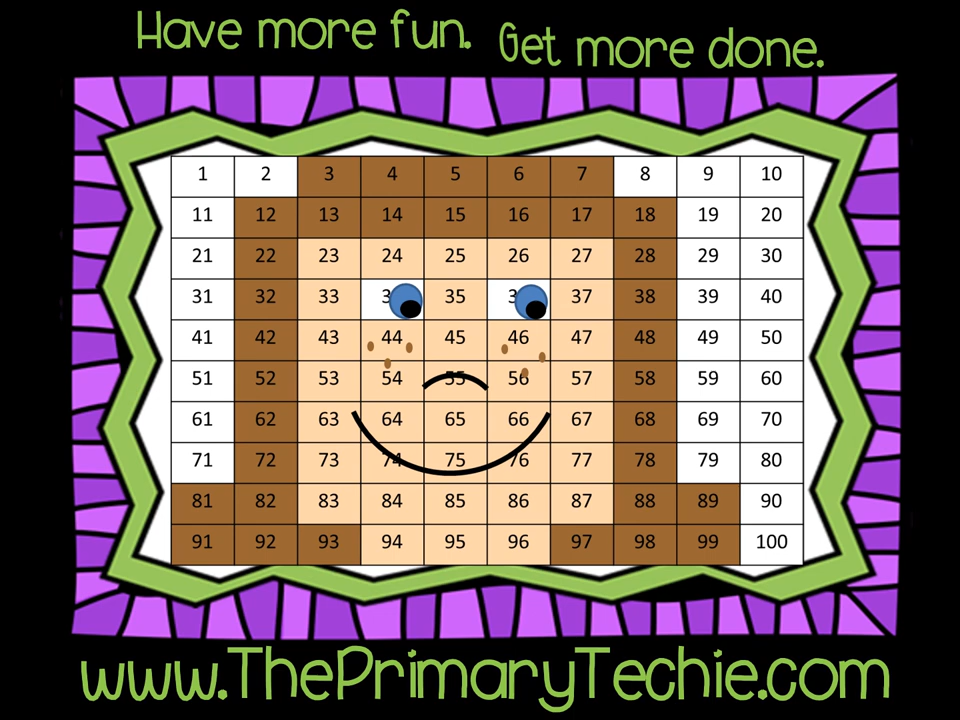 Have more fun. Get more done.
1 2 3 4 5 6 7 8 9 10
11 12 13 14 15 16 17 18 19 20
21 22 23 24 25 26 27 28 29 30
31 32 33 3 35 3 37 38 39 40
41 42 43 44 45 46 47 48 49 50
51 52 53 54 55 56 57 58 59 60
61 62 63 64 65 66 67 68 69 70
71 72 73 74 75 76 77 78 79 80
81 82 83 84 85 86 87 88 89 90
91 92 93 94 95 96 97 98 99 100
www.ThePrimaryTechie.com